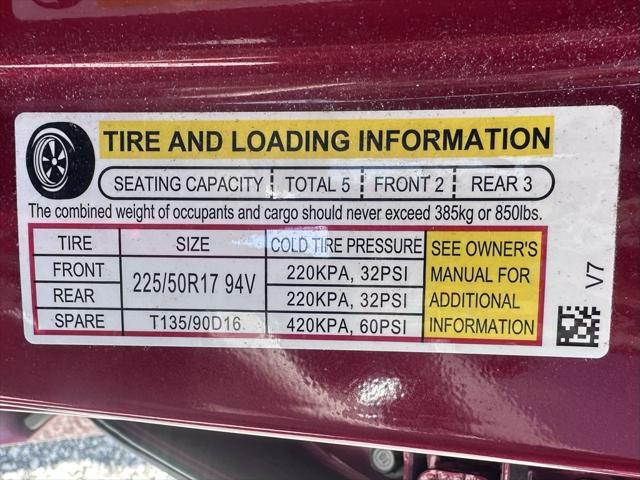 TIRE AND LOADING INFORMATION
SEATING CAPACITY TOTAL 5 FRONT 2 REAR 3
The combined weight of occupants and cargo should never exceed 385kg or 850lbs.
TIRE SIZE COLD TIRE PRESSURE
FRONT 225/50R17 94V 220KPA, 32PSI
REAR 220KPA, 32PSI
SPARE T135/90D16 420KPA, 60PSI
SEE OWNER'S
MANUAL FOR
ADDITIONAL
INFORMATION
V7